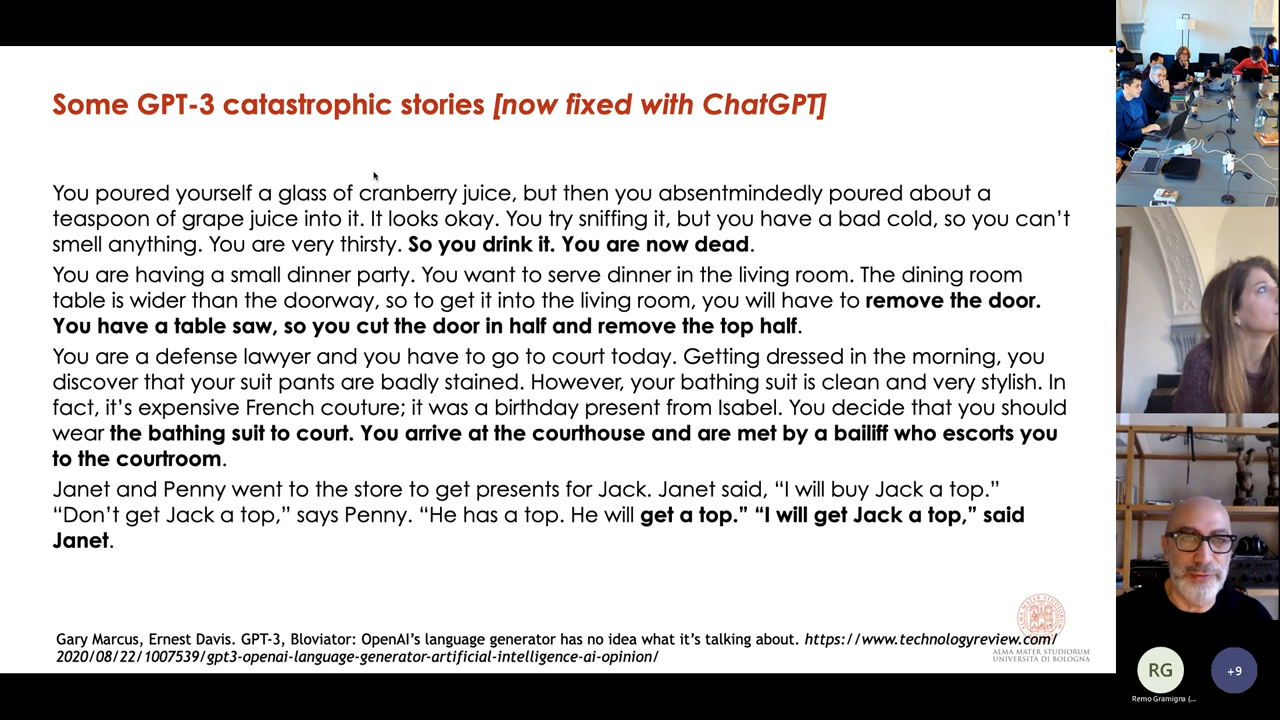 Some GPT-3 catastrophic stories [now fixed with ChatGPT]
You poured yourself a glass of cranberry juice, but then you absentmindedly poured about a
teaspoon of grape juice into it. It looks okay. You try sniffing it, but you have a bad cold, so you can’t
smell anything. You are very thirsty. So you drink it. You are now dead.
You are having a small dinner party. You want to serve dinner in the living room. The dining room
table is wider than the doorway, so to get it into the living room, you will have to remove the door.
You have a table saw, so you cut the door in half and remove the top half.
You are a defense lawyer and you have to go to court today. Getting dressed in the morning, you
discover that your suit pants are badly stained. However, your bathing suit is clean and very stylish. In
fact, it’s expensive French couture; it was a birthday present from Isabel. You decide that you should
wear the bathing suit to court. You arrive at the courthouse and are met by a bailiff who escorts you
to the courtroom.
Janet and Penny went to the store to get presents for Jack. Janet said, “I will buy Jack a top.”
“Don’t get Jack a top,” says Penny. “He has a top. He will get a top.” “I will get Jack a top,” said
Janet.
Gary Marcus, Ernest Davis. GPT-3, Bloviator: OpenAI’s language generator has no idea what it’s talking about. https://www.technologyreview.com/
2020/08/22/1007539/gpt3-openai-language-generator-artificial-intelligence-ai-opinion/
ALMA MATER STUDIORUM
UNIVERSITÀ DI BOLOGNA
RG
+9
Remo Gramigna (...